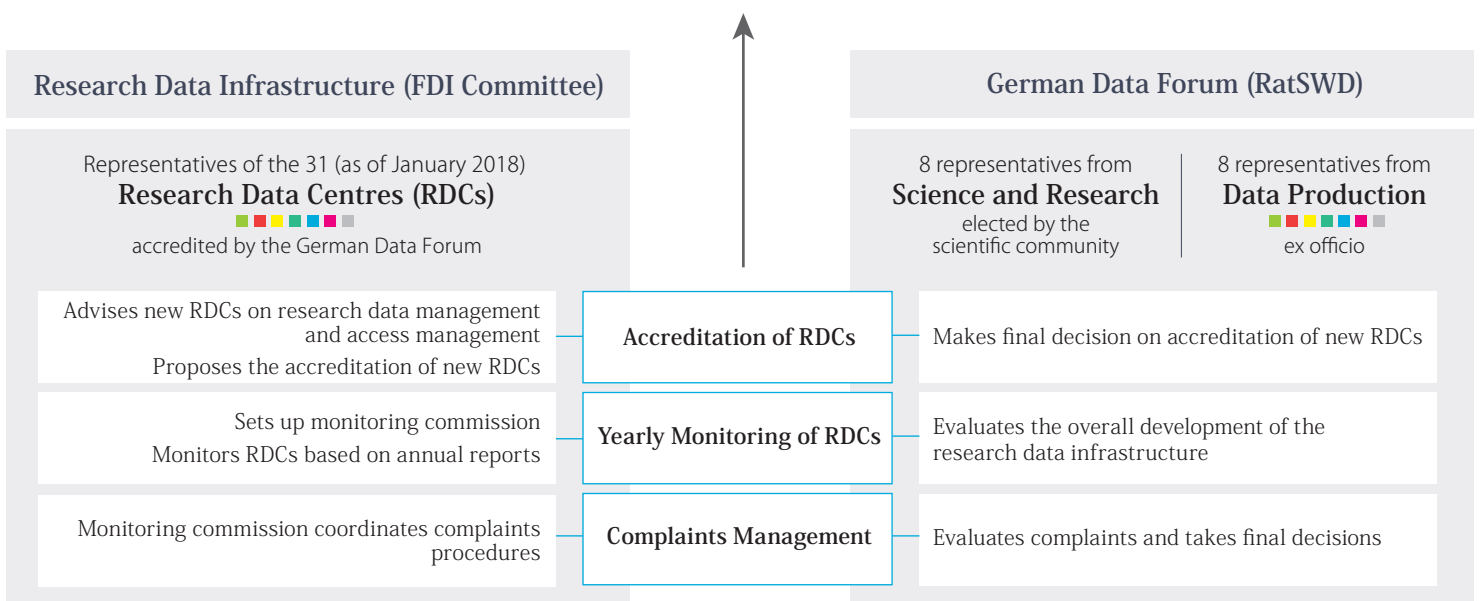 Research Data Infrastructure (FDI Committee)
Representatives of the 31 (as of January 2018)
Research Data Centres (RDCs)
accredited by the German Data Forum
German Data Forum (RatSWD)
8 representatives from
Science and Research
elected by the
scientific community
8 representatives from
Data Production
ex officio
Advises new RDCs on research data management
and access management
Proposes the accreditation of new RDCs
Accreditation of RDCs
Makes final decision on accreditation of new RDCs
Sets up monitoring commission
Monitors RDCs based on annual reports
Yearly Monitoring of RDCs
Evaluates the overall development of the
research data infrastructure
Monitoring commission coordinates complaints
procedures
Complaints Management
Evaluates complaints and takes final decisions